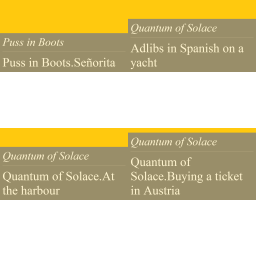 Puss in Boots
Puss in Boots.Señorita
Quantum of Solace
Adlibs in Spanish on a
yacht
Quantum of Solace
Quantum of Solace.At
the harbour
Quantum of Solace
Quantum of
Solace.Buying a ticket
in Austria